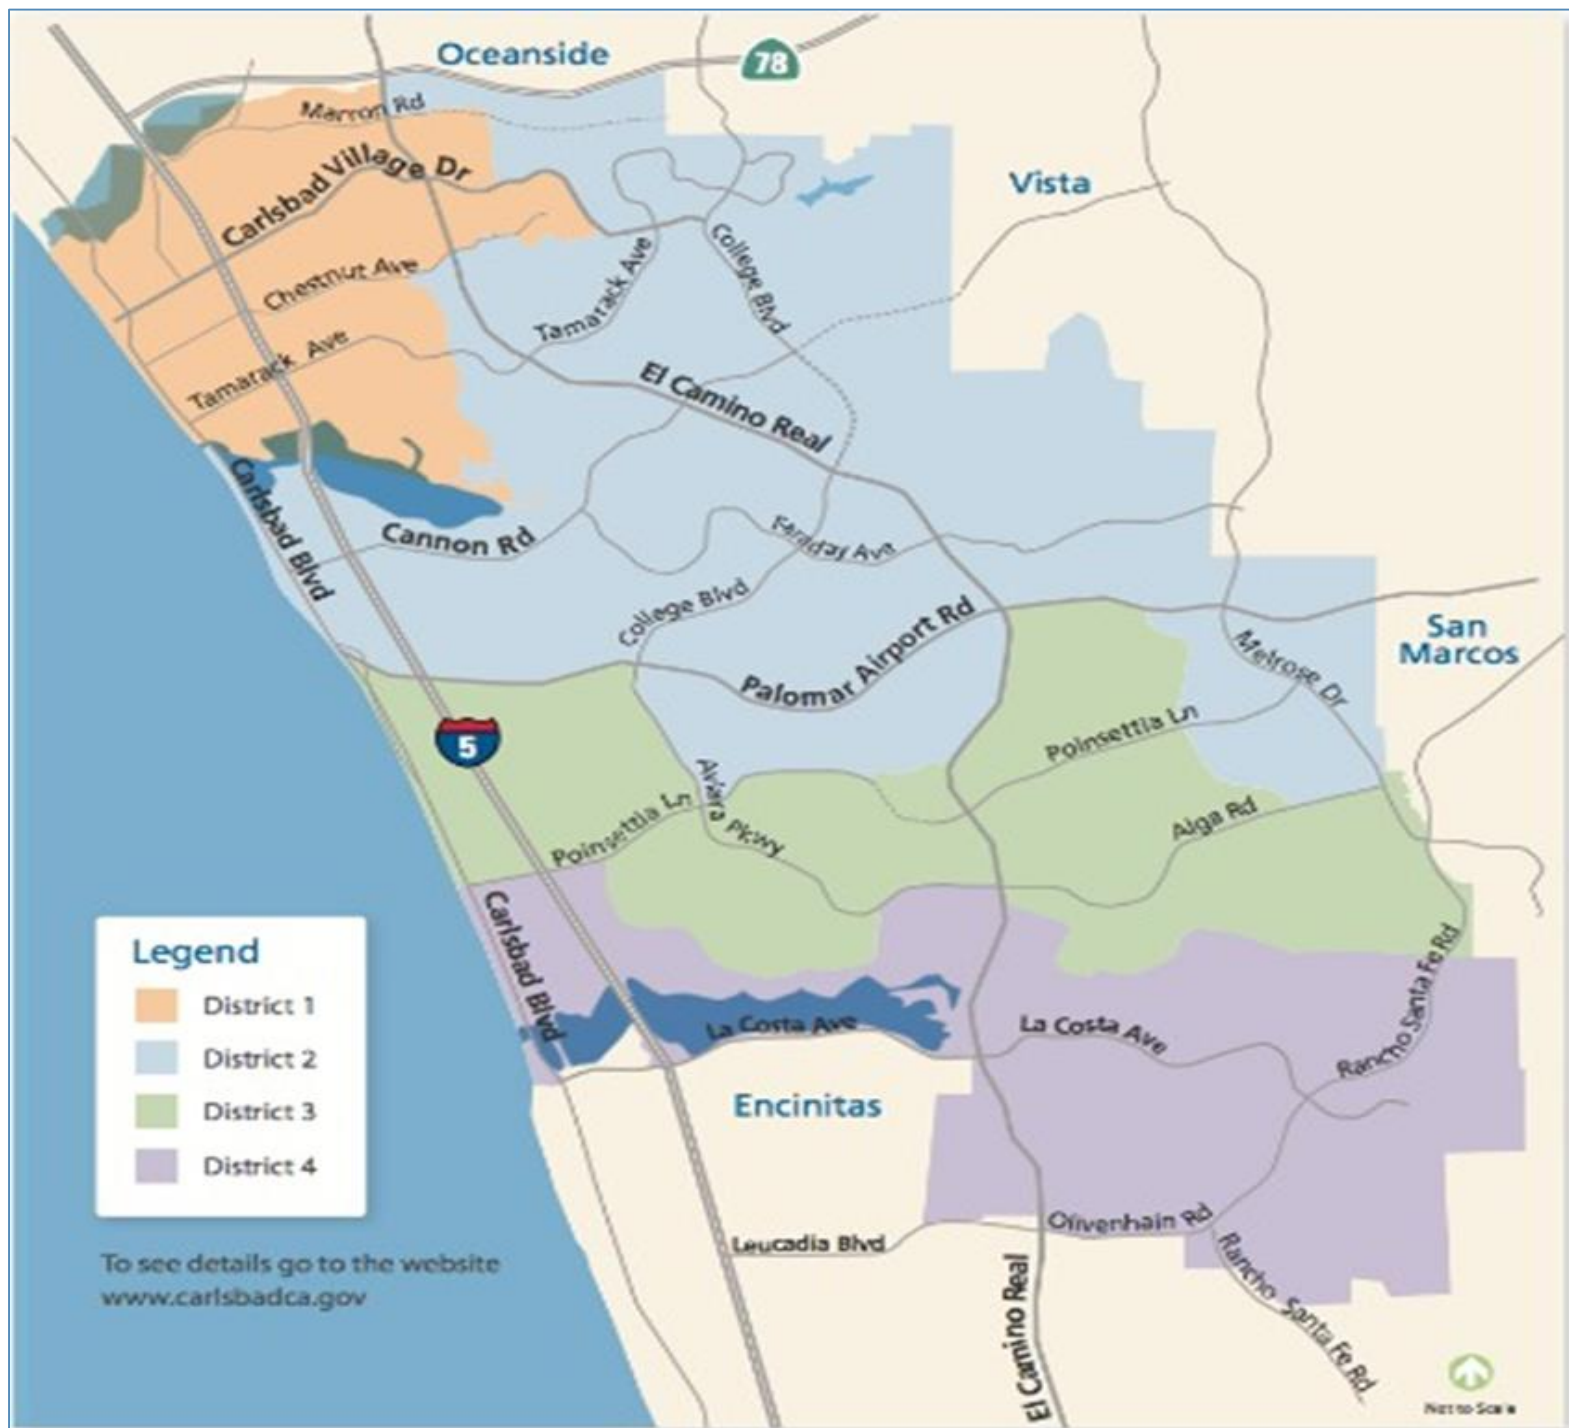 Oceanside
78
Marron Rd
Carlsbad Village Dr
Vista
Chestnut Ave
Tamarack Ave
College Blvd
Tamarack Ave
El Camino Real
Carlsbad Blvd
Cannon Rd
Faraday Ave
College Blvd
Palomar Airport Rd
San
Marcos
Melrose Dr
5
Poinsettia Ln
Aviara Pkwy
Poinsettia Ln
Alga Rd
Carlsbad Blvd
Rancho Santa Fe Rd
La Costa Ave
La Costa Ave
Encinitas
Olivenhain Rd
Leucadia Blvd
Rancho Santa Fe Rd
El Camino Real
Legend
District 1
District 2
District 3
District 4
To see details go to the website
www.carlsbadca.gov
Not to Scale